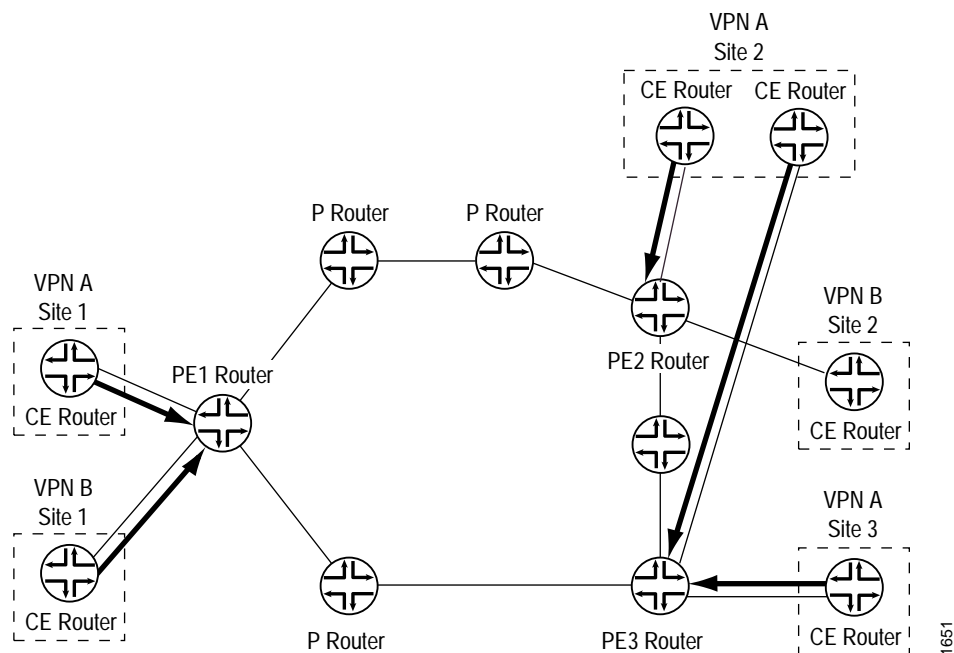 VPN A
Site 2
CE Router
CE Router
P Router
P Router
VPN A
Site 1
CE Router
PE1 Router
PE2 Router
VPN B
Site 2
CE Router
VPN B
Site 1
CE Router
P Router
PE3 Router
VPN A
Site 3
CE Router
1651